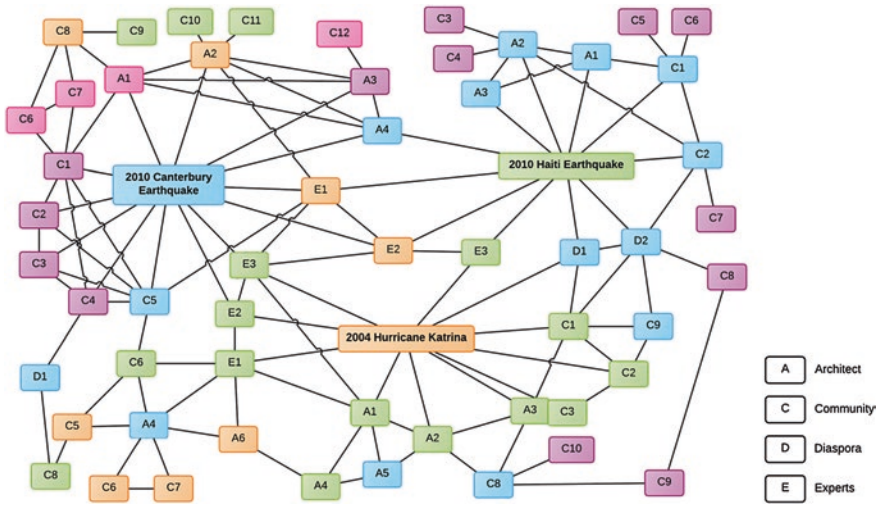 C8
C9
C10
C11
A2
C12
A1
A3
C7
C6
A4
C3
C4
A2
A1
C5
C6
C1
A3
C1
2010 Canterbury
Earthquake
E1
2010 Haiti Earthquake
C2
C7
C2
C3
C4
C5
E3
E2
E3
D1
D2
C8
E2
2004 Hurricane Katrina
C1
C9
C6
E1
C2
D1
C5
A4
A6
A1
A2
A3
C3
C8
C6
C7
A4
A5
C8
C10
C9
A Architect
C Community
D Diaspora
E Experts